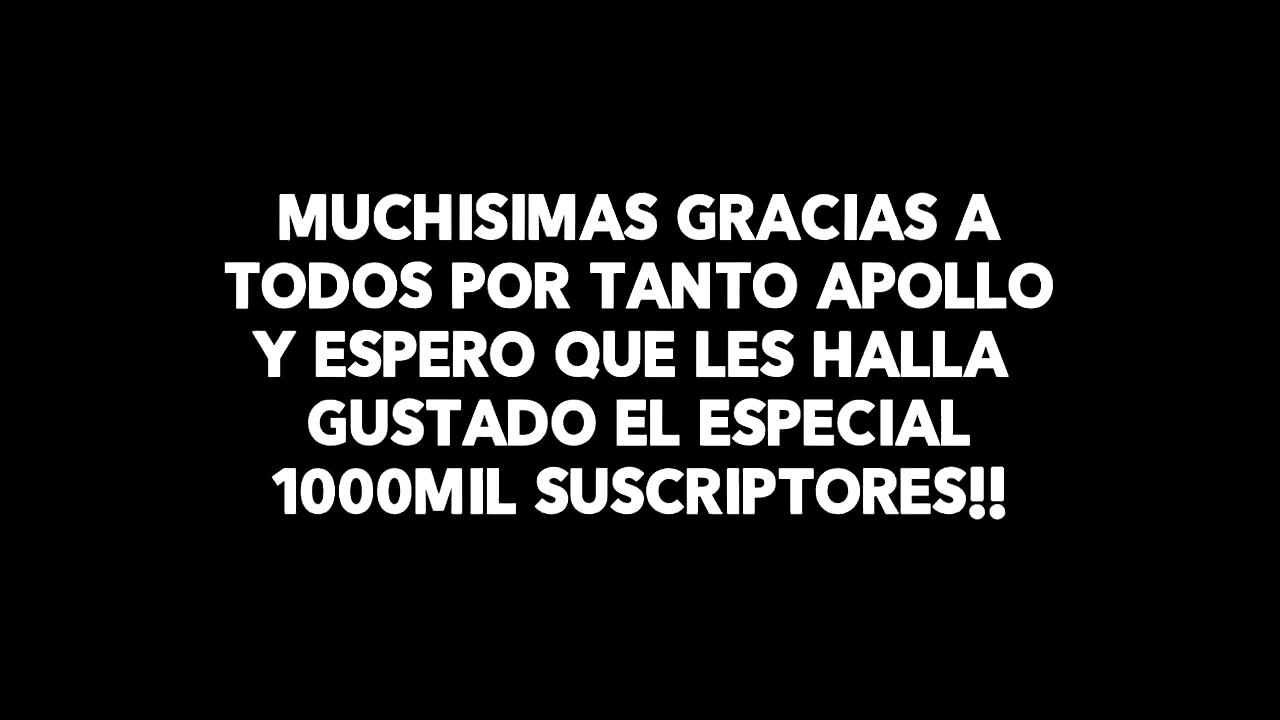 MUCHISIMAS GRACIAS A
TODOS POR TANTO APOLLO
Y ESPERO QUE LES HALLA
GUSTADO EL ESPECIAL
1000MIL SUSCRIPTORES!!